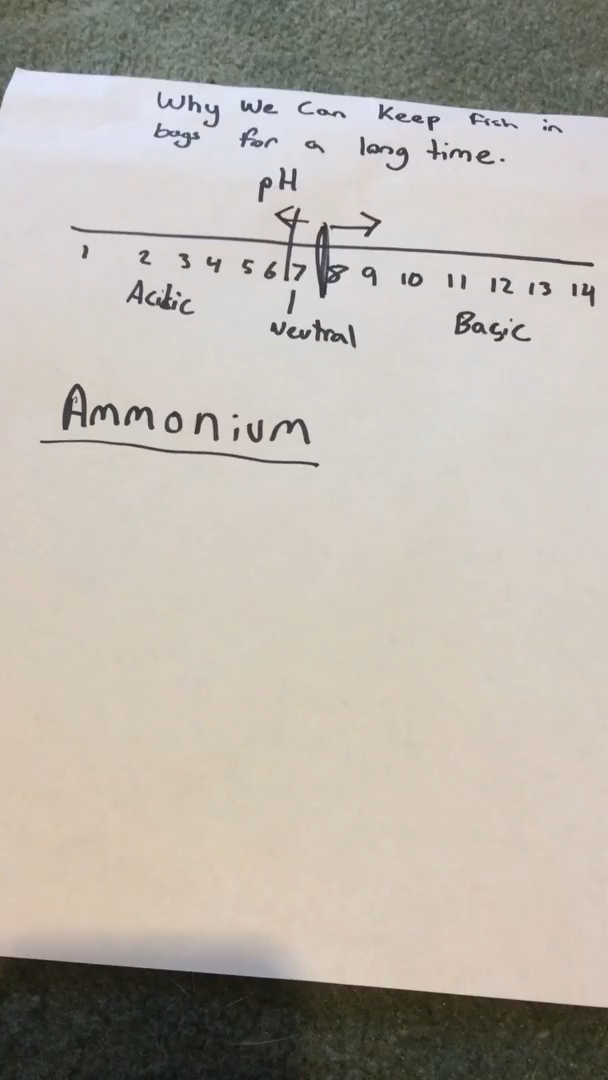 Why We Can Keep fish in
bags for a long time.
pH
1 2 3 4 5 6 7 8 9 10 11 12 13 14
Acidic
Neutral
Basic
Ammonium